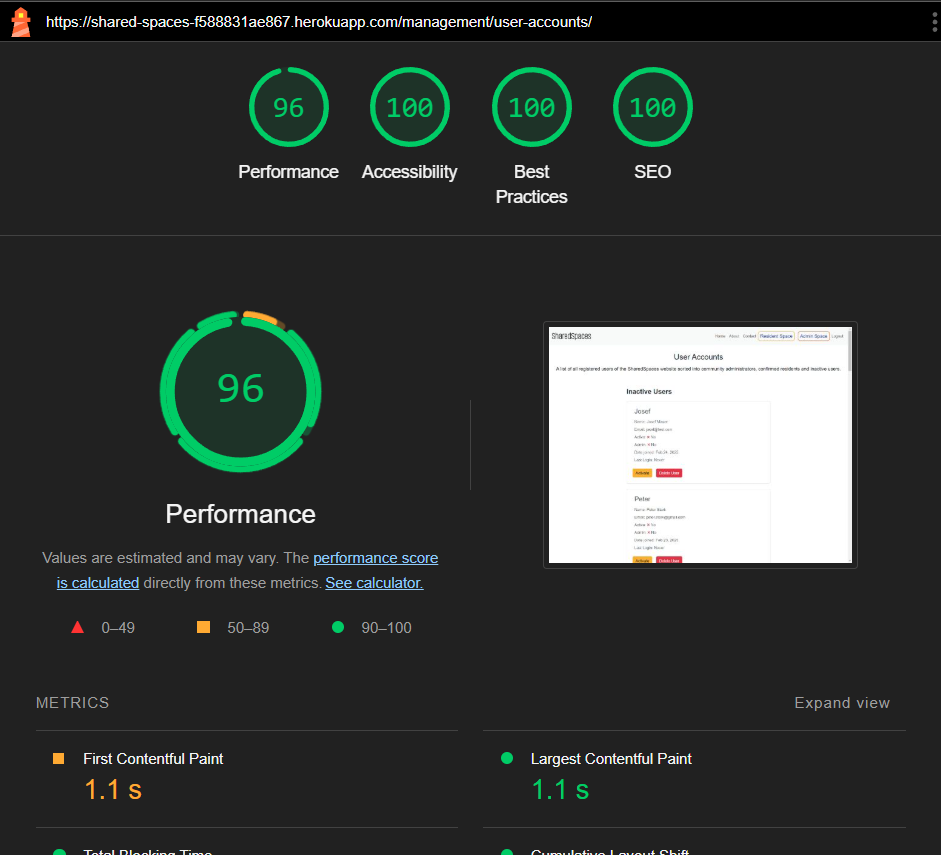 https://shared-spaces-f588831ae867.herokuapp.com/management/user-accounts/
96
100
100
100
Performance
Accessibility
Best
Practices
SEO
96
Performance
Values are estimated and may vary. The performance score
is calculated directly from these metrics. See calculator.
0–49
50–89
90–100
SharedSpaces
Home About Contact Resident Space Admin Space Logout
User Accounts
A list of all registered users of the SharedSpaces website sorted into community administrators, confirmed residents and inactive users.
Inactive Users
Josef
Activate Delete User
Peter
Activate Delete User
METRICS
Expand view
First Contentful Paint
1.1 s
Largest Contentful Paint
1.1 s
Total Blocking Time
Cumulative Layout Shift